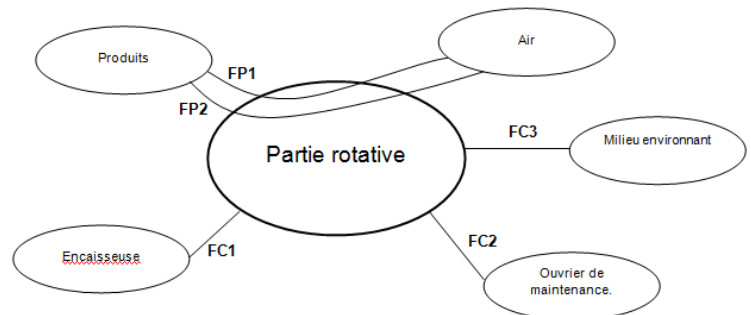 Air
Produits
FP1
FP2
FC3
Milieu environnant
Partie rotative
FC1
FC2
Encaisseuse
Ouvrier de
maintenance.